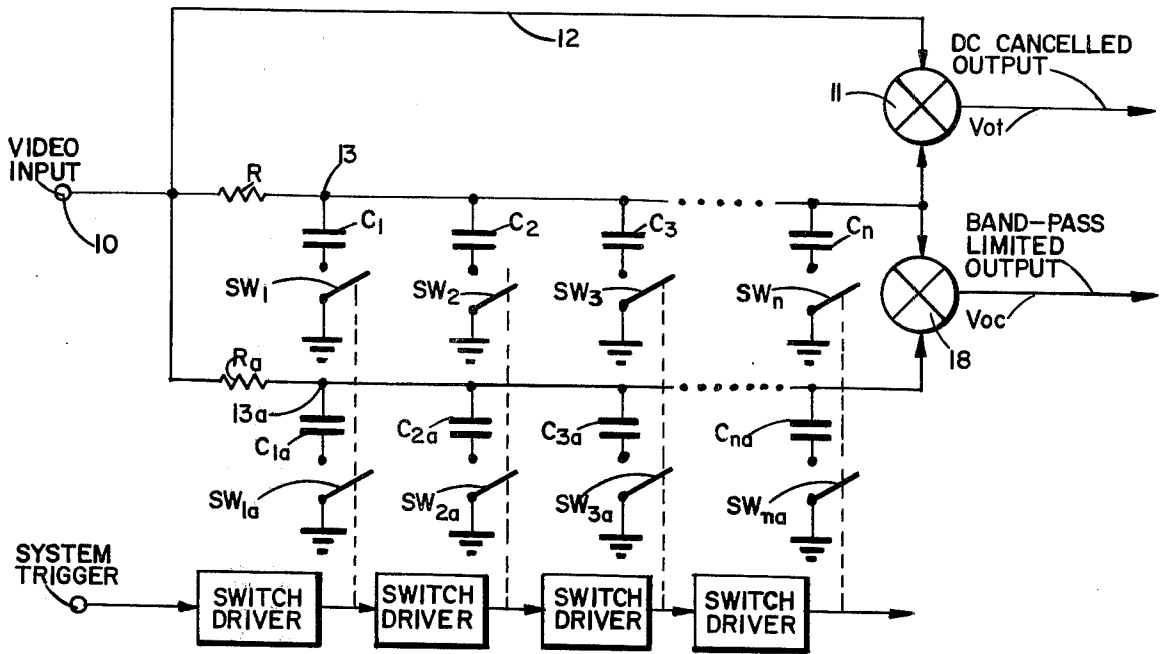 12
DC CANCELLED
OUTPUT
11
Vot
VIDEO
INPUT
10
R
13
C1
C2
C3
Cn
BAND-PASS
LIMITED
OUTPUT
SW1
SW2
SW3
SWn
Voc
18
Ra
13a
C1a
C2a
C3a
Cna
SW1a
SW2a
SW3a
SWna
SYSTEM
TRIGGER
SWITCH
DRIVER
SWITCH
DRIVER
SWITCH
DRIVER
SWITCH
DRIVER